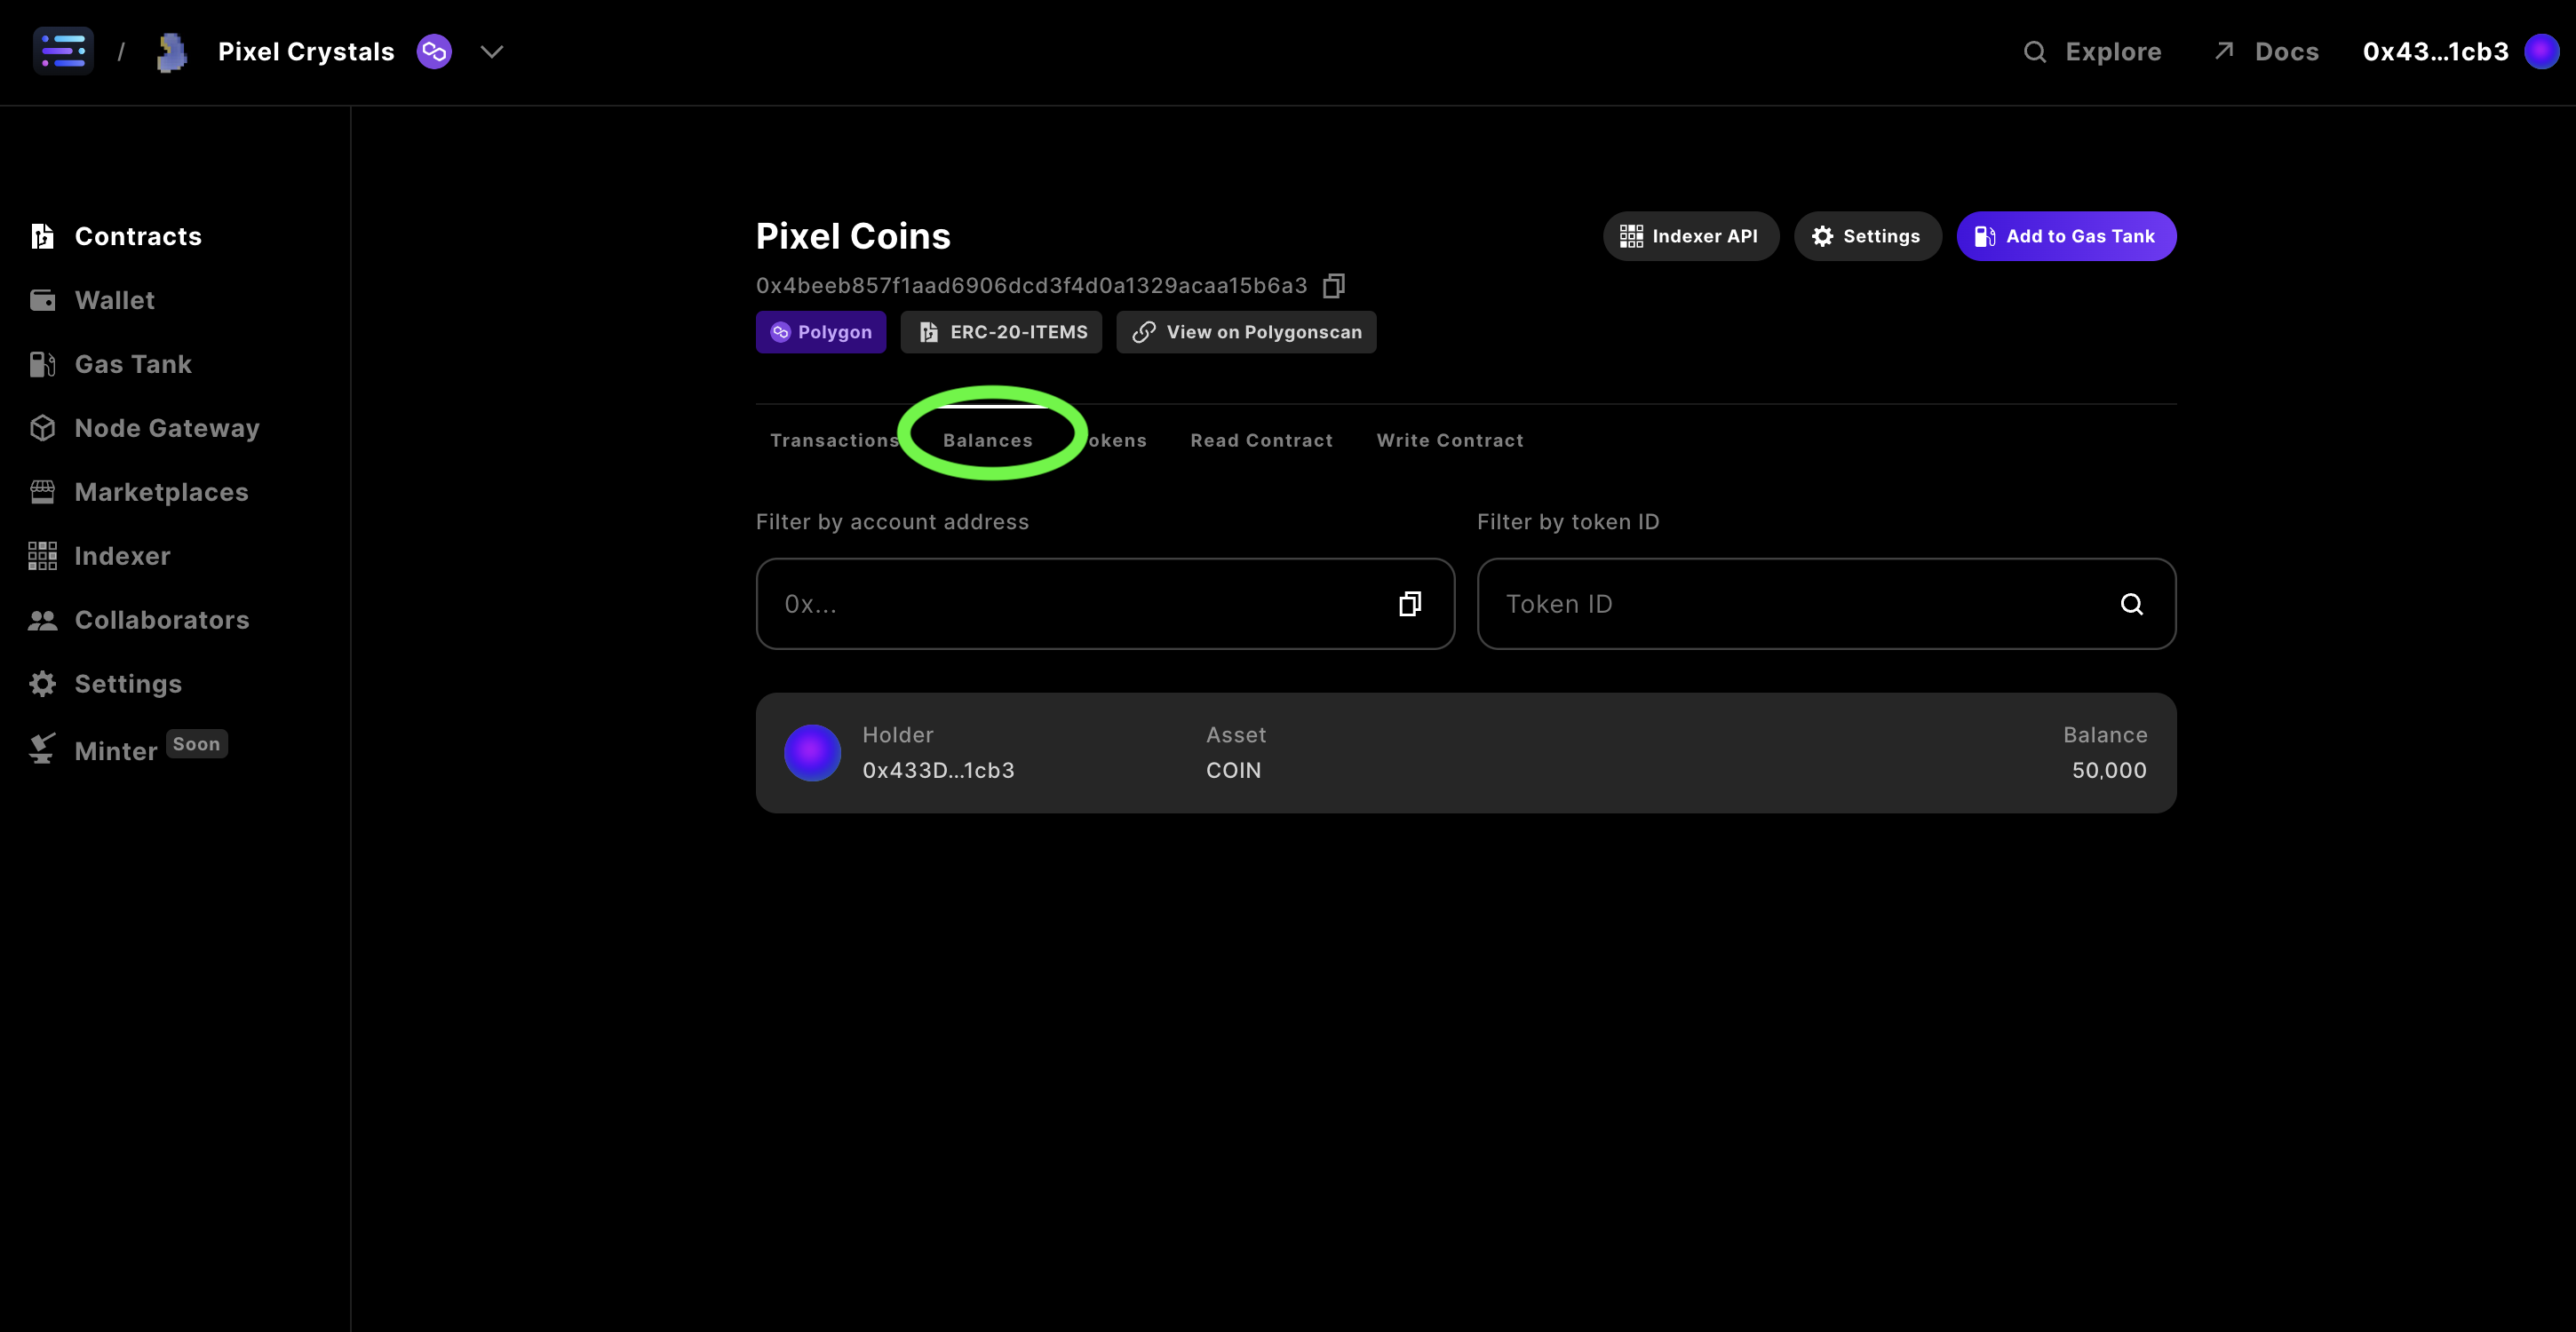 / Pixel Crystals
Explore
Docs
0x43...1cb3
Contracts
Wallet
Gas Tank
Node Gateway
Marketplaces
Indexer
Collaborators
Settings
Minter Soon
Pixel Coins
Indexer API
Settings
Add to Gas Tank
0x4beeb857f1aad6906dcd3f4d0a1329acaa15b6a3
Polygon
ERC-20-ITEMS
View on Polygonscan
Transactions
Balances
okens
Read Contract
Write Contract
Filter by account address
Filter by token ID
0x...
Token ID
Holder
Asset
Balance
0x433D...1cb3
COIN
50,000